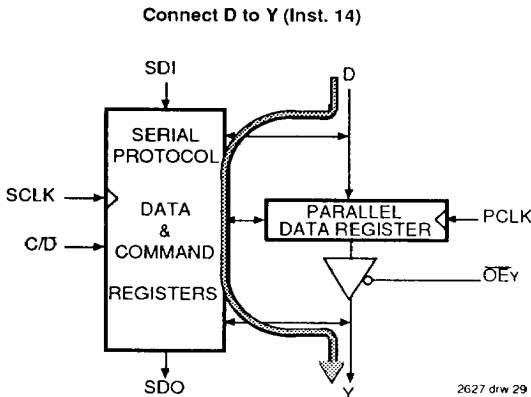 Connect D to Y (Inst. 14)
SDI
D
SERIAL
PROTOCOL
SCLK
DATA
&
COMMAND
C/D̅
REGISTERS
PARALLEL
DATA REGISTER
PCLK
O̅E̅Y
SDO
Y
2627 drw 29